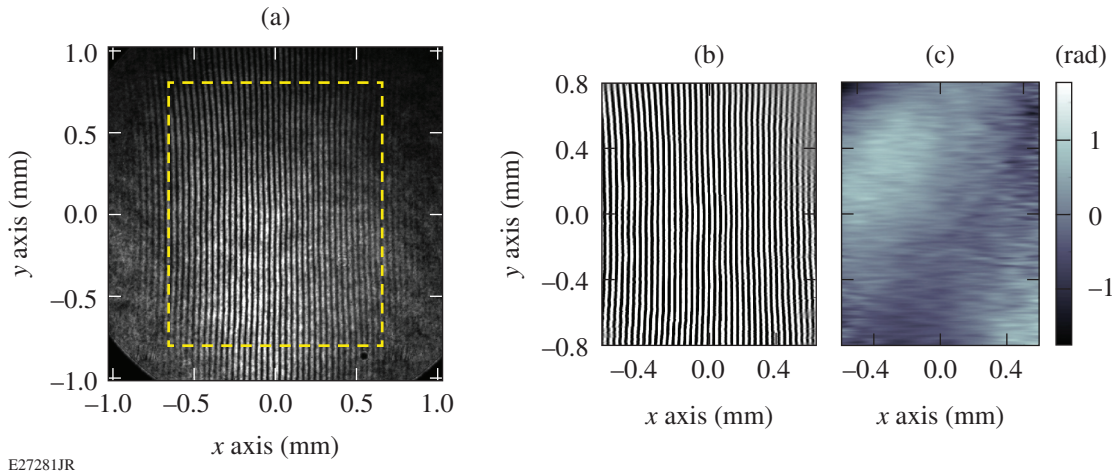 (a)
1.0
0.5
0.0
−0.5
−1.0
y axis (mm)
−1.0 −0.5 0.0 0.5 1.0
x axis (mm)
(b)
0.8
0.4
0.0
−0.4
−0.8
y axis (mm)
−0.4 0.0 0.4
x axis (mm)
(c)
−0.4 0.0 0.4
x axis (mm)
(rad)
1
0
−1
E27281JR